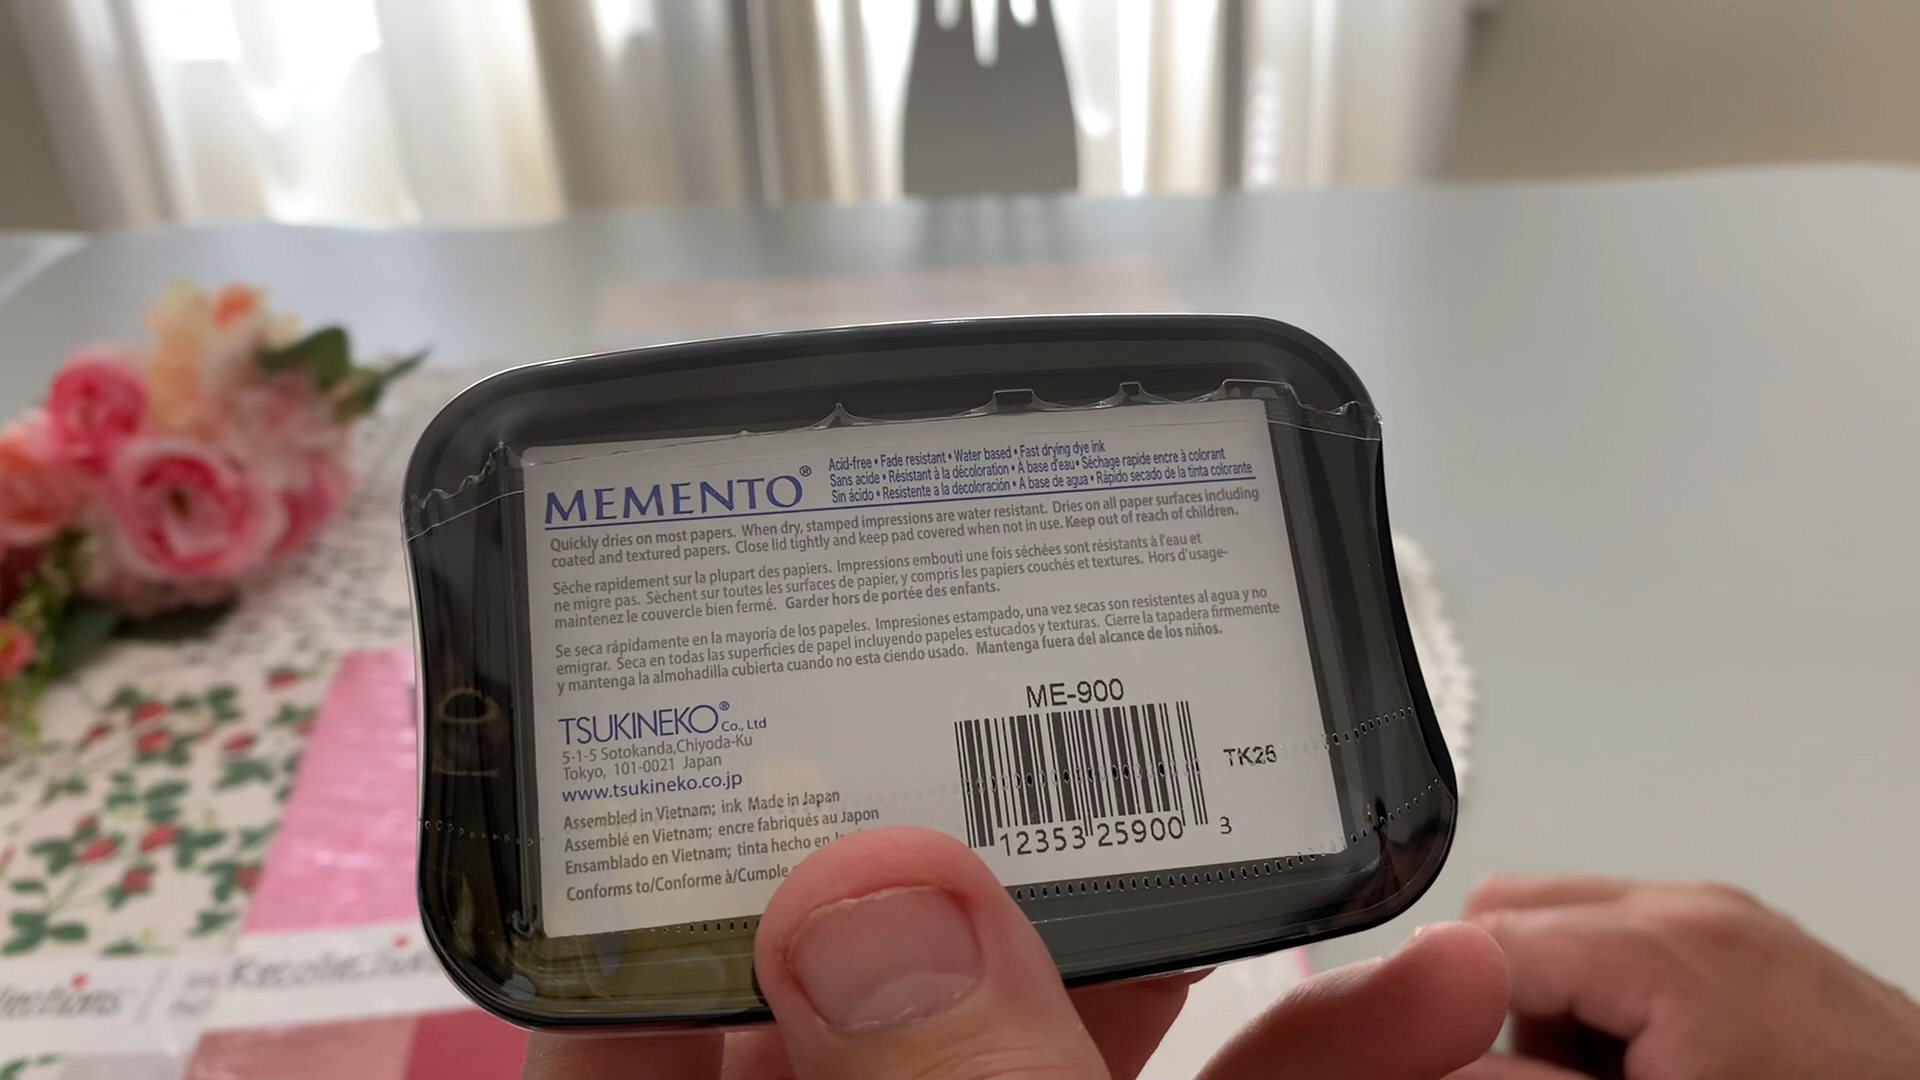 MEMENTO®
Acid-free • Fade resistant • Water based • Fast drying dye ink
Sans acide • Résistant à la décoloration • À base d'eau • Séchage rapide encre à colorant
Sin ácido • Resistente a la decoloración • A base de agua • Rápido secado de la tinta colorante
Quickly dries on most papers. When dry, stamped impressions are water resistant. Dries on all paper surfaces including
coated and textured papers. Close lid tightly and keep pad covered when not in use. Keep out of reach of children.
Sèche rapidement sur la plupart des papiers. Impressions embouti une fois séchées sont résistants à l'eau et
ne migre pas. Sèchent sur toutes les surfaces de papier, y compris les papiers couchés et textures. Hors d'usage-
maintenez le couvercle bien fermé. Garder hors de portée des enfants.
Se seca rápidamente en la mayoría de los papeles. Impresiones estampado, una vez secas son resistentes al agua y no
emigrar. Seca en todas las superficies de papel incluyendo papeles estucados y texturas. Cierre la tapadera firmemente
y mantenga la almohadilla cubierta cuando no esta ciendo usado. Mantenga fuera del alcance de los niños.
TSUKINEKO® Co., Ltd
5-1-5 Sotokanda,Chiyoda-Ku
Tokyo, 101-0021 Japan
www.tsukineko.co.jp
Assembled in Vietnam; ink Made in Japan
Assemblé en Vietnam; encre fabriqués au Japon
Ensamblado en Vietnam; tinta hecho en
Conforms to/Conforme à/Cumple
ME-900
TK25
12353 25900 3
Recollections